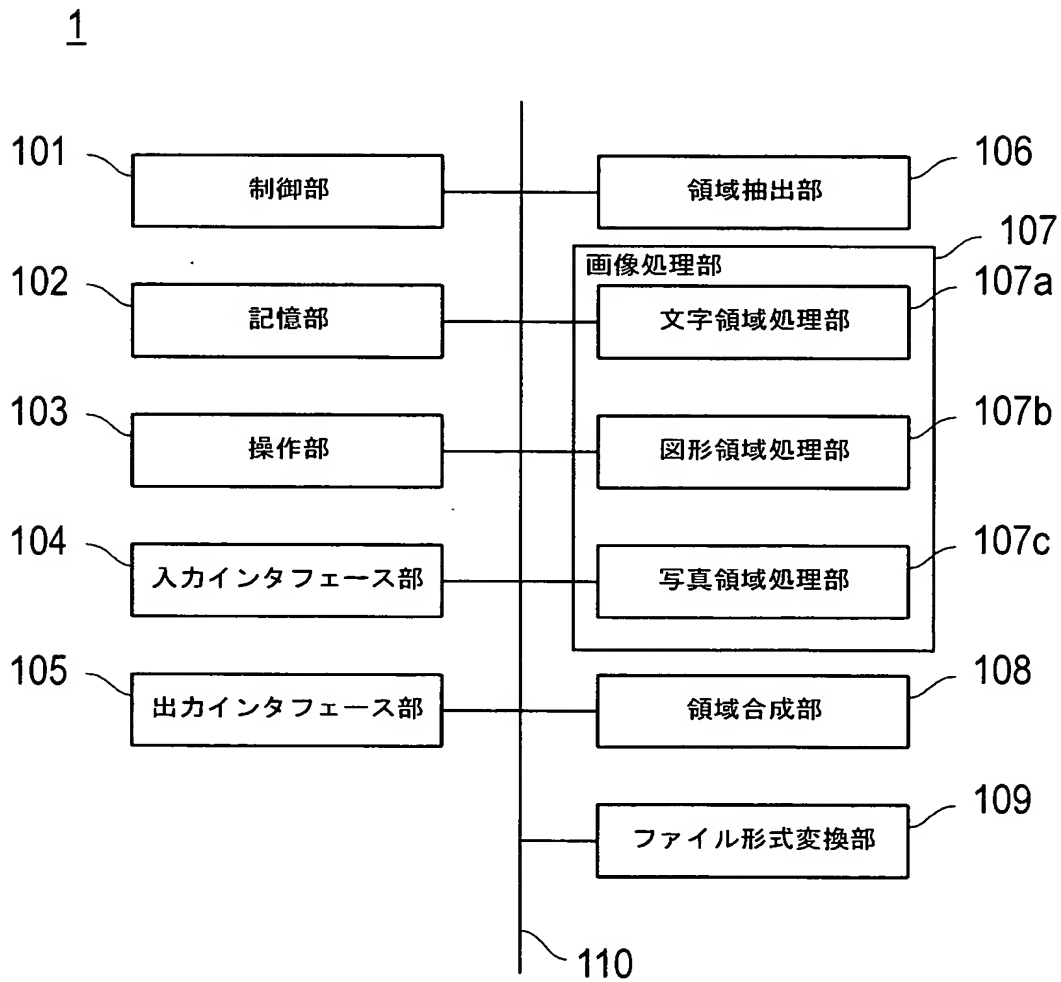 1
101
制御部
102
記憶部
103
操作部
104
入力インタフェース部
105
出力インタフェース部
106
領域抽出部
107
画像処理部
107a
文字領域処理部
107b
図形領域処理部
107c
写真領域処理部
108
領域合成部
109
ファイル形式変換部
110